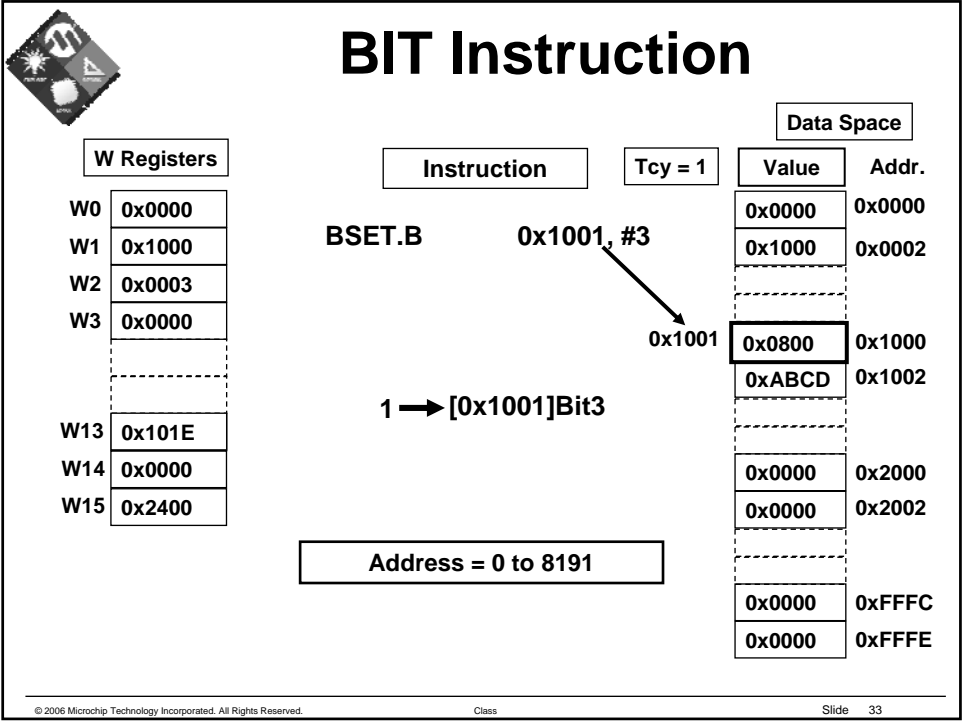 BIT Instruction
Data Space
W Registers
Instruction
Tcy = 1
Value
Addr.
W0 0x0000
W1 0x1000
W2 0x0003
W3 0x0000
W13 0x101E
W14 0x0000
W15 0x2400
BSET.B 0x1001, #3
1 [0x1001]Bit3
Address = 0 to 8191
0x0000 0x0000
0x1000 0x0002
0x1001 0x0800 0x1000
0xABCD 0x1002
0x0000 0x2000
0x0000 0x2002
0x0000 0xFFFC
0x0000 0xFFFE
© 2006 Microchip Technology Incorporated. All Rights Reserved. Class Slide 33